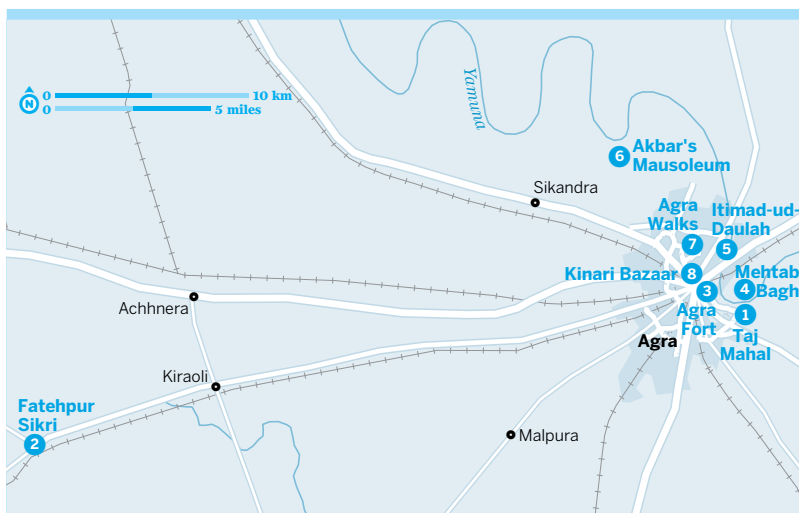 N
0 10 km
0 5 miles
Yamuna
6
Akbar's
Mausoleum
Sikandra
Agra
Walks
7
Itimad-ud-
Daulah
5
Kinari Bazaar
8
Mehtab
Bagh
4
3
Agra
Fort
1
Taj
Mahal
Agra
Achhnera
Kiraoli
Fatehpur
Sikri
2
Malpura